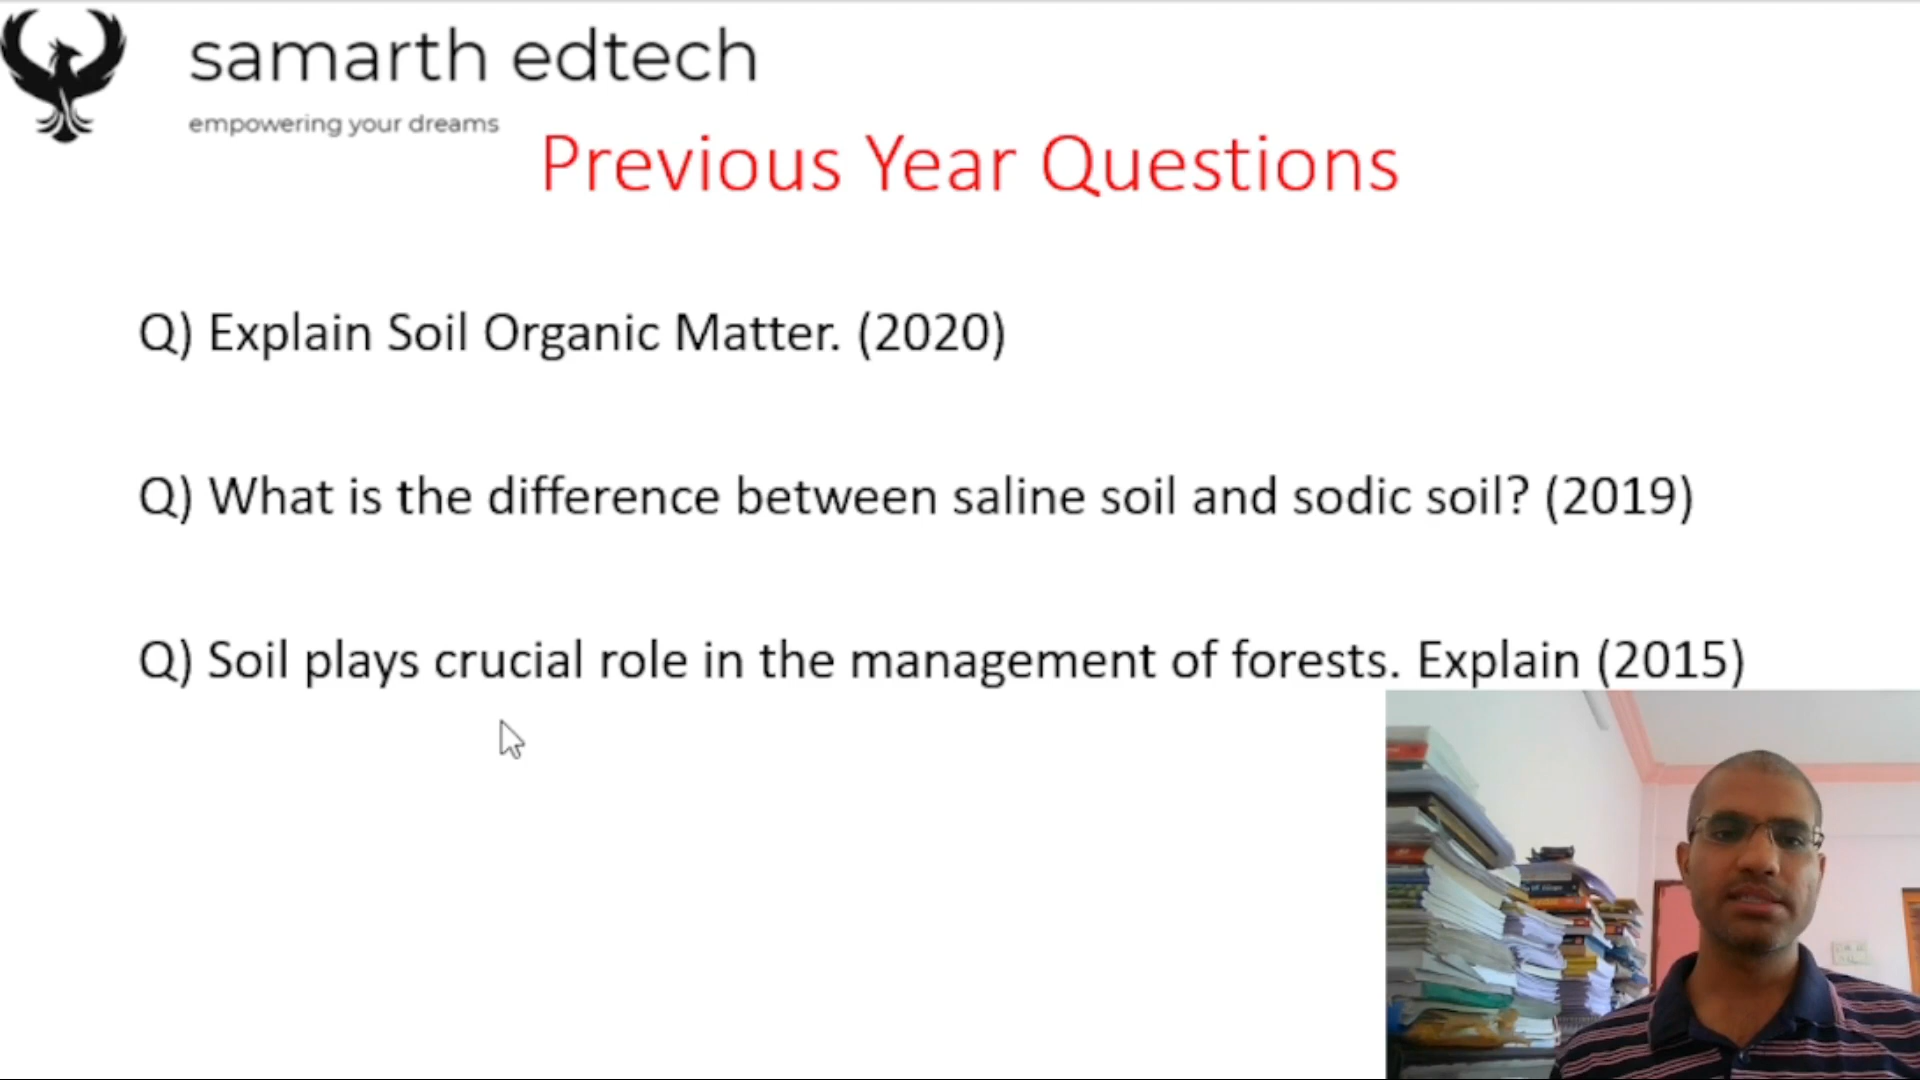 samarth edtech
empowering your dreams
Previous Year Questions
Q) Explain Soil Organic Matter. (2020)
Q) What is the difference between saline soil and sodic soil? (2019)
Q) Soil plays crucial role in the management of forests. Explain (2015)